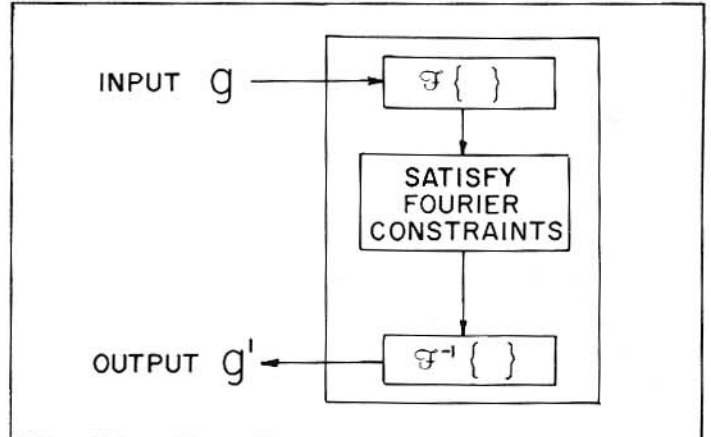 INPUT g
ℱ{ }
SATISFY
FOURIER
CONSTRAINTS
OUTPUT g'
ℱ⁻¹{ }